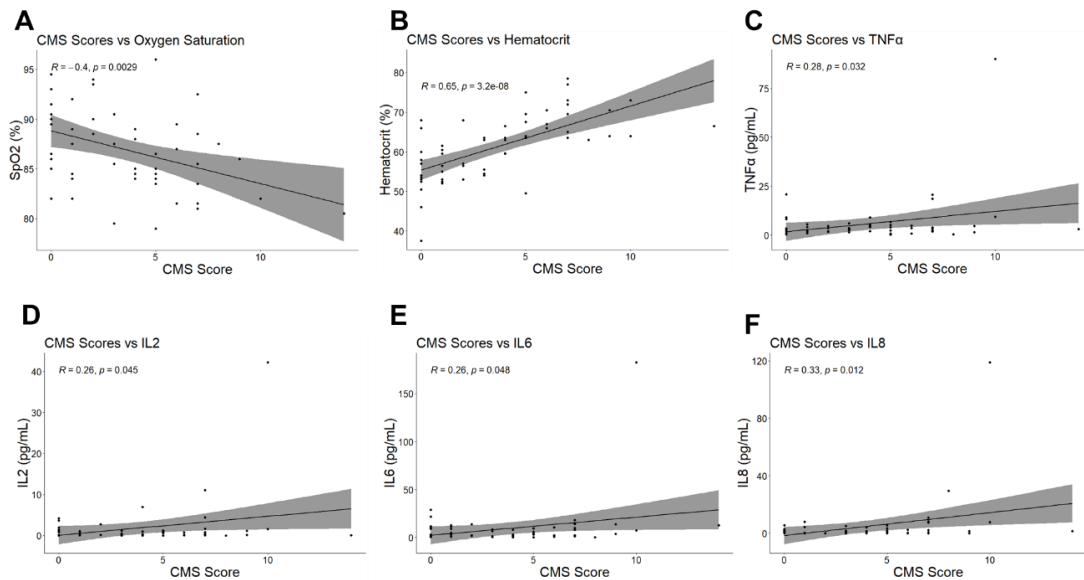 A
CMS Scores vs Oxygen Saturation
R = −0.4, p = 0.0029
95
90
85
80
SpO2 (%)
0
5
10
CMS Score
B
CMS Scores vs Hematocrit
R = 0.65, p = 3.2e-08
80
70
60
50
40
Hematocrit (%)
0
5
10
CMS Score
C
CMS Scores vs TNFα
R = 0.28, p = 0.032
75
50
25
0
TNFα (pg/mL)
0
5
10
CMS Score
D
CMS Scores vs IL2
R = 0.26, p = 0.045
40
20
10
0
IL2 (pg/mL)
0
5
10
CMS Score
E
CMS Scores vs IL6
R = 0.26, p = 0.048
150
100
50
0
IL6 (pg/mL)
0
5
10
CMS Score
F
CMS Scores vs IL8
R = 0.33, p = 0.012
120
80
40
0
IL8 (pg/mL)
0
5
10
CMS Score